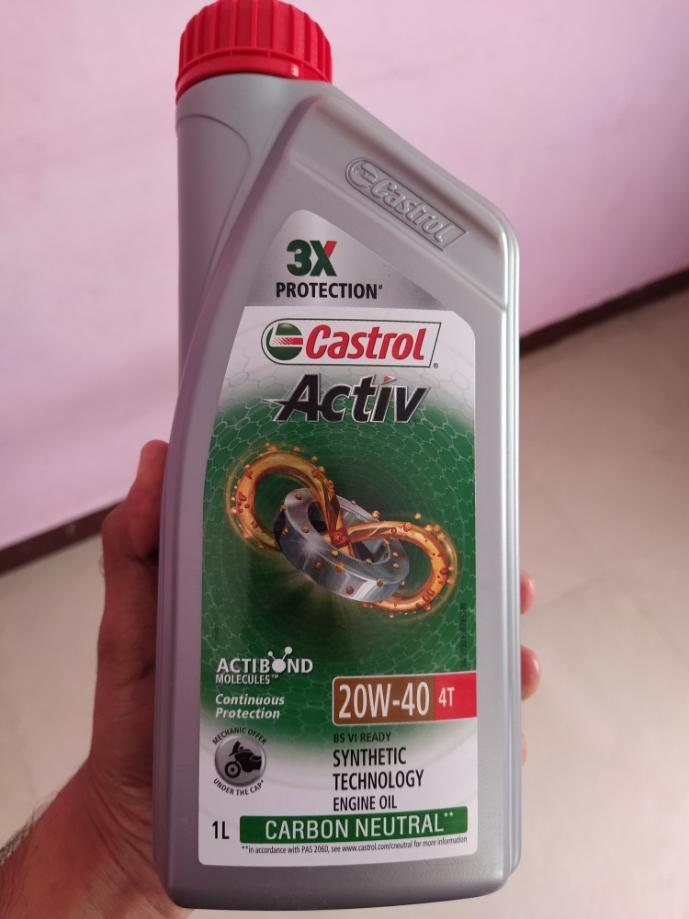 Castrol
3X
PROTECTION#
Castrol®
Activ
ACTIBOND
MOLECULES™
Continuous
Protection
20W-40 4T
BS VI READY
SYNTHETIC
TECHNOLOGY
ENGINE OIL
MECHANIC OFFER
UNDER THE CAP*
1L CARBON NEUTRAL**
**in accordance with PAS 2060, see www.castrol.com/cneutral for more information